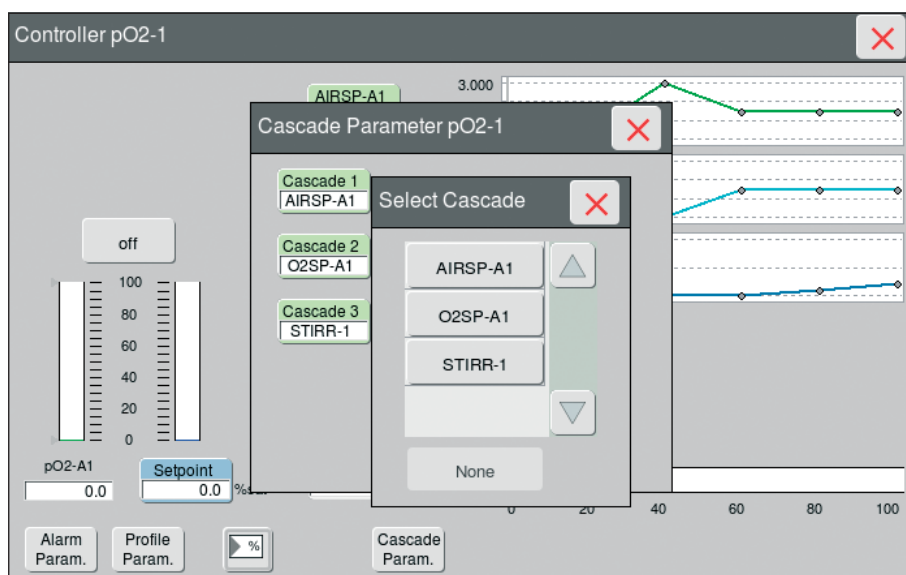 Controller pO2-1
AIRSP-A1
3.000
Cascade Parameter pO2-1
Cascade 1
AIRSP-A1
Cascade 2
O2SP-A1
Cascade 3
STIRR-1
Select Cascade
AIRSP-A1
O2SP-A1
STIRR-1
None
off
100
80
60
40
20
0
pO2-A1
0.0
Setpoint
0.0
20 40 60 80 100
Alarm
Param.
Profile
Param.
%
Cascade
Param.